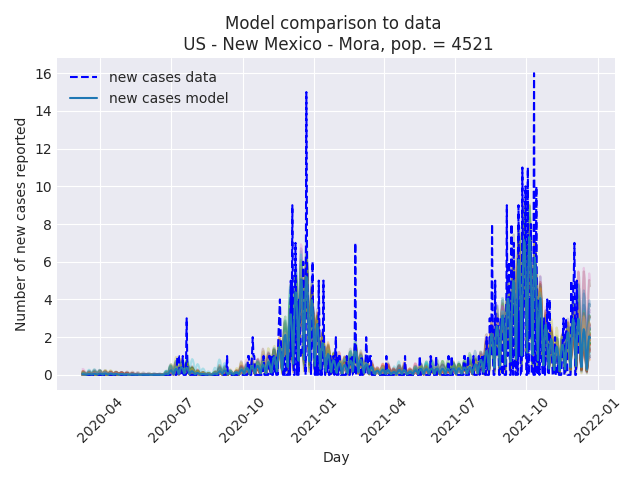 Model comparison to data
US - New Mexico - Mora, pop. = 4521
new cases data
new cases model
Number of new cases reported
16
14
12
10
8
6
4
2
0
2020-04
2020-07
2020-10
2021-01
2021-04
2021-07
2021-10
2022-01
Day